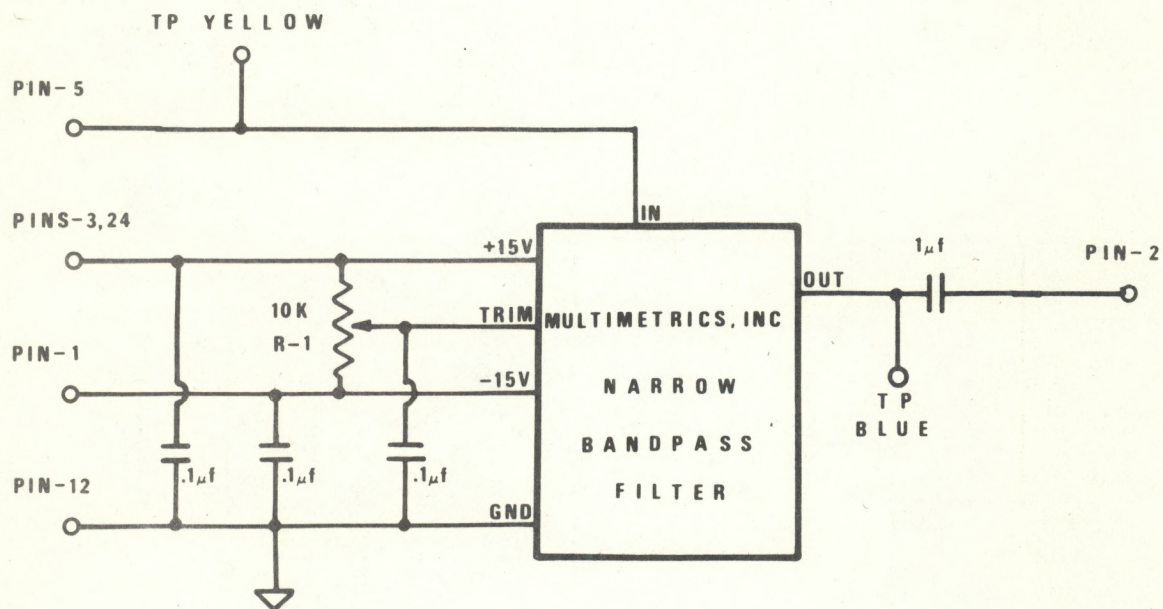 TP YELLOW
PIN-5
IN
PINS-3,24
+15V
1µf
PIN-2
OUT
10K
R-1
TRIM
MULTIMETRICS, INC
NARROW
BANDPASS
FILTER
PIN-1
-15V
TP
BLUE
.1µf
.1µf
.1µf
PIN-12
GND